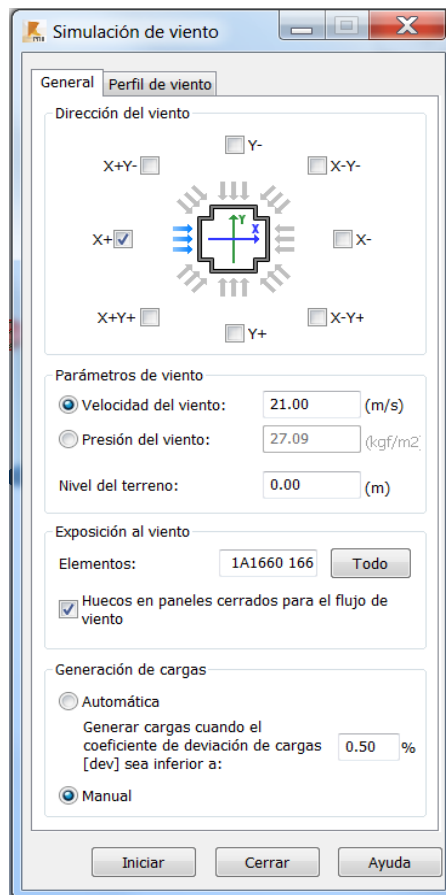 Simulación de viento
General Perfil de viento
Dirección del viento
Y-
X+Y- X-Y-
Y
X
X+ X-
X+Y+ X-Y+
Y+
Parámetros de viento
Velocidad del viento: 21.00 (m/s)
Presión del viento: 27.09 (kgf/m2)
Nivel del terreno: 0.00 (m)
Exposición al viento
Elementos: 1A1660 166 Todo
Huecos en paneles cerrados para el flujo de
viento
Generación de cargas
Automática
Generar cargas cuando el
coeficiente de deviación de cargas 0.50 %
[dev] sea inferior a:
Manual
Iniciar Cerrar Ayuda